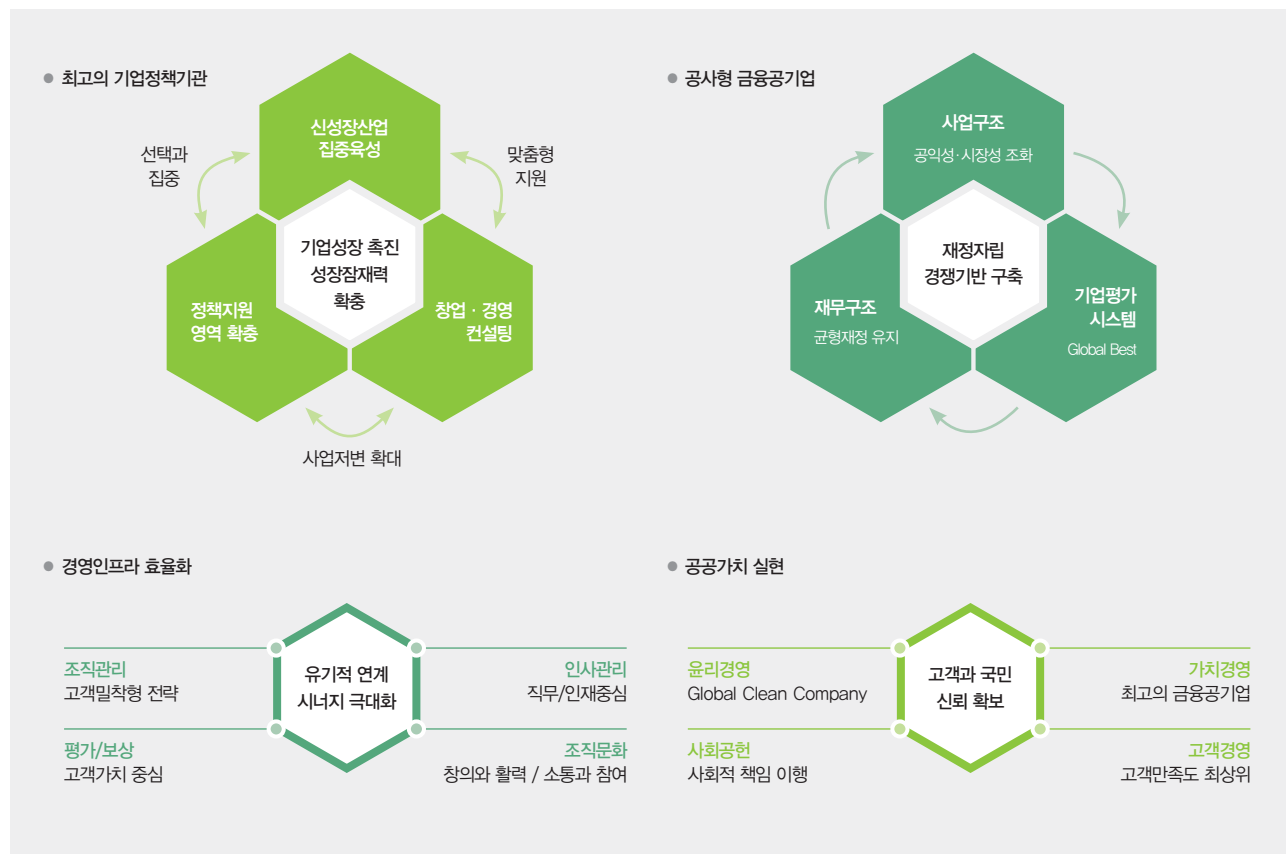 최고의 기업정책기관
신성장산업
집중육성
선택과
집중
맞춤형
지원
기업성장 촉진
성장잠재력
확충
정책지원
영역 확충
창업 · 경영
컨설팅
사업저변 확대
공사형 금융공기업
사업구조
공익성·시장성 조화
재정자립
경쟁기반 구축
재무구조
균형재정 유지
기업평가
시스템
Global Best
경영인프라 효율화
조직관리
고객밀착형 전략
평가/보상
고객가치 중심
유기적 연계
시너지 극대화
인사관리
직무/인재중심
조직문화
창의와 활력 / 소통과 참여
공공가치 실현
윤리경영
Global Clean Company
사회공헌
사회적 책임 이행
고객과 국민
신뢰 확보
가치경영
최고의 금융공기업
고객경영
고객만족도 최상위